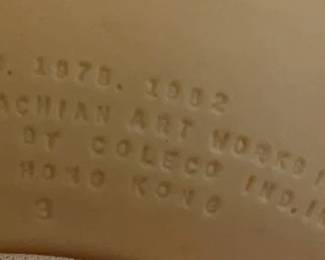 . 1978. 1982
ACHIAN ART WORKS I
BY COLECO IND.I
HONG KONG
3